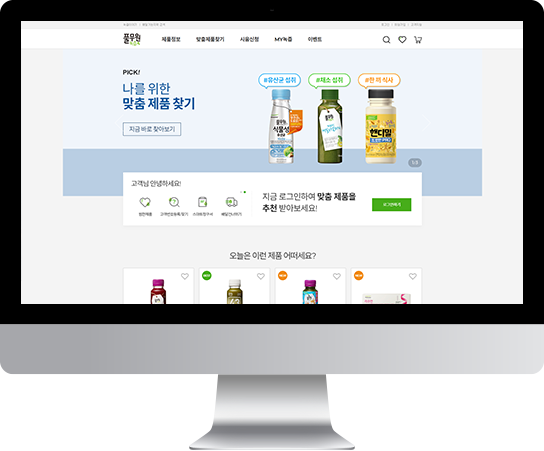 풀무원
제품정보
맞춤제품찾기
시음신청
MY녹즙
이벤트
PICK!
나를 위한
맞춤 제품 찾기
지금 바로 찾아보기
#유산균 섭취
#채소 섭취
#한 끼 식사
식물성
핸디밀
1/3
고객님 안녕하세요!
지금 로그인하여 맞춤 제품을
추천 받아보세요!
로그인하기
오늘은 이런 제품 어떠세요?